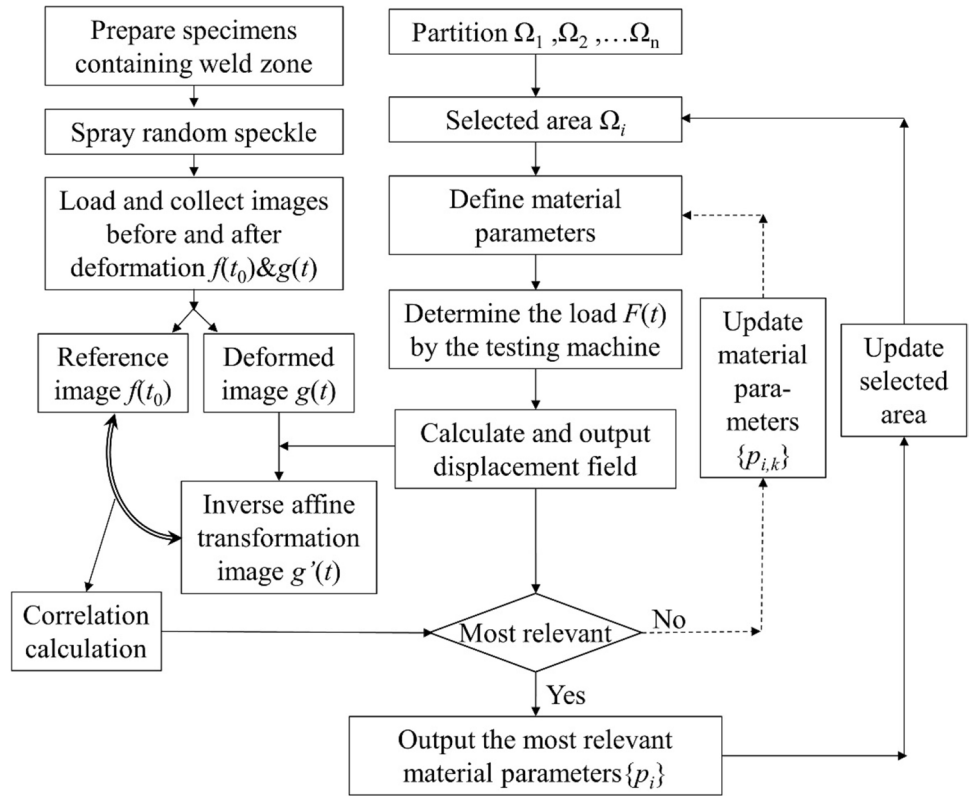 Prepare specimens
containing weld zone
Spray random speckle
Load and collect images
before and after
deformation f(t₀)&g(t)
Reference
image f(t₀)
Deformed
image g(t)
Inverse affine
transformation
image g’(t)
Correlation
calculation
Partition Ω₁ ,Ω₂ ,…Ωₙ
Selected area Ωᵢ
Define material
parameters
Determine the load F(t)
by the testing machine
Calculate and output
displacement field
Most relevant
No
Yes
Output the most relevant
material parameters{pᵢ}
Update
material
para-
meters
{pᵢ,ₖ}
Update
selected
area